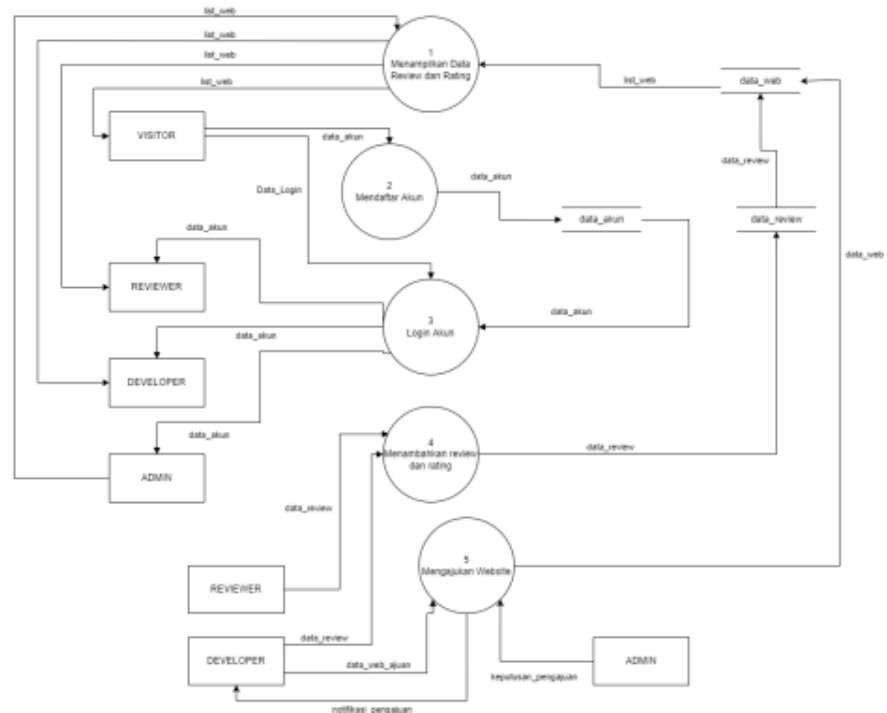 list_web
list_web
list_web
list_web
1
Menampilkan Data
Review dan Rating
list_web
data_web
VISITOR
data_akun
Data_Login
2
Mendaftar Akun
data_akun
data_akun
data_review
data_review
data_web
data_akun
REVIEWER
3
Login Akun
data_akun
data_akun
DEVELOPER
data_akun
ADMIN
4
Menambahkan review
dan rating
data_review
data_review
5
Mengajukan Website
REVIEWER
data_review
DEVELOPER
data_web_ajuan
keputusan_pengajuan
ADMIN
notifikasi_pengajuan